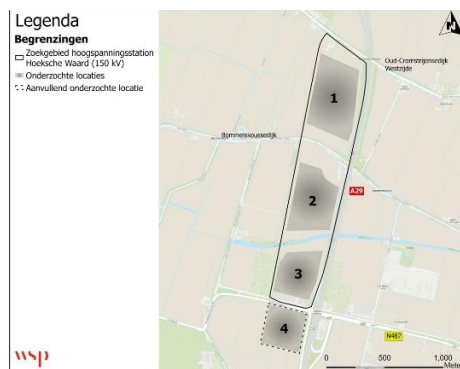 Legenda
Begrenzingen
Zoekgebied hoogspanningsstation
Hoeksche Waard (150 kV)
Onderzochte locaties
Aanvullend onderzochte locatie
N
Oud-Cromstrijensedijk
Westzijde
1
Bommelskoussedijk
2
A29
3
4
N487
0 500 1,000
Meter
wsp